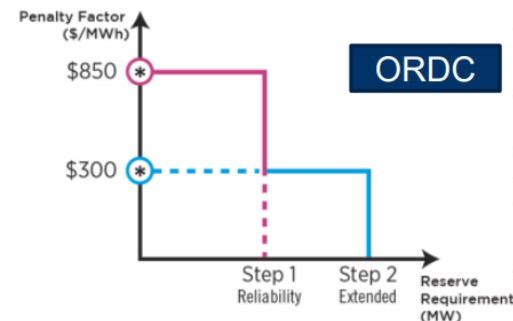 Penalty Factor
($/MWh)
ORDC
$850 *
$300 *
Step 1
Reliability
Step 2
Extended
Reserve
Requirement
(MW)